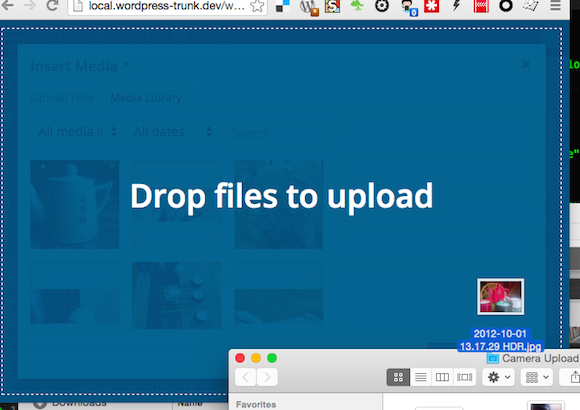 local.wordpress-trunk.dev/w...
Insert Media
Upload Files
Media Library
All media it
All dates
Search
Drop files to upload
2012-10-01
13.17.29 HDR.jpg
Camera Upload
Favorites
Downloads
Name